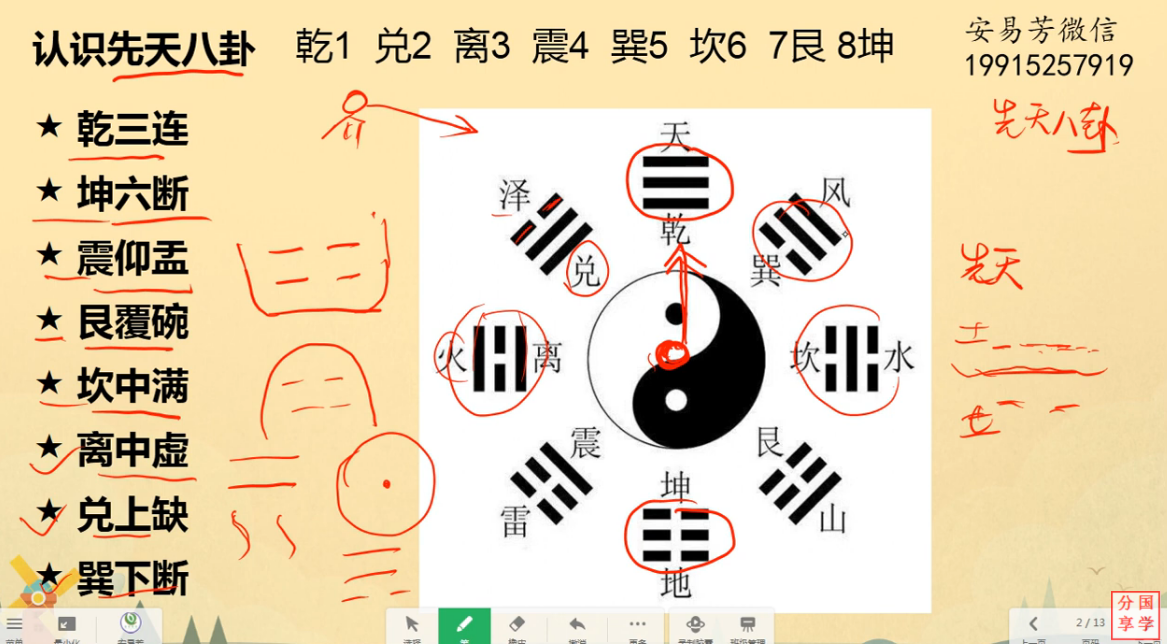 认识先天八卦
乾1 兑2 离3 震4 巽5 坎6 7艮 8坤
安易芳微信
19915257919
先天八卦
★ 乾三连
★ 坤六断
★ 震仰盂
★ 艮覆碗
★ 坎中满
★ 离中虚
★ 兑上缺
★ 巽下断
天
乾
泽
兑
风
巽
火
离
坎
水
震
雷
艮
山
坤
地
先天
2 / 13
分国
享学